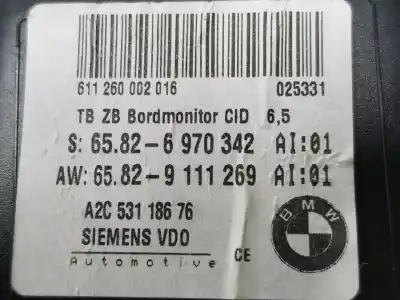 611 260 002 016 025331
TB ZB Bordmonitor CID 6,5
S: 65.82-6 970 342 AI:01
AW: 65.82-9 111 269 AI:01
A2C 531 186 76
SIEMENS VDO
Automotive CE
BMW